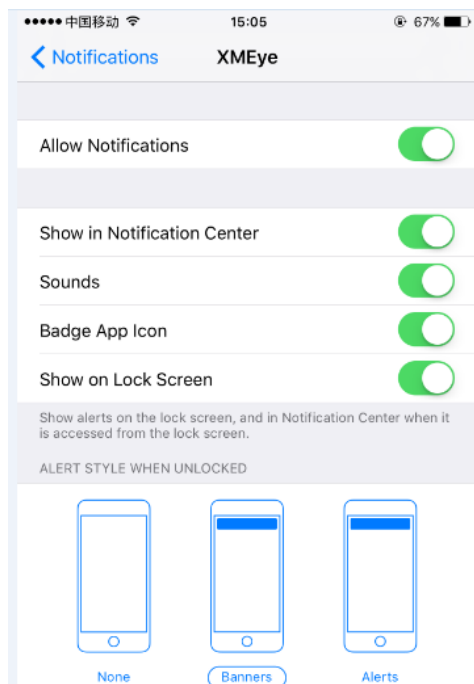 中国移动 15:05 67%
Notifications XMEye
Allow Notifications
Show in Notification Center
Sounds
Badge App Icon
Show on Lock Screen
Show alerts on the lock screen, and in Notification Center when it
is accessed from the lock screen.
ALERT STYLE WHEN UNLOCKED
None Banners Alerts